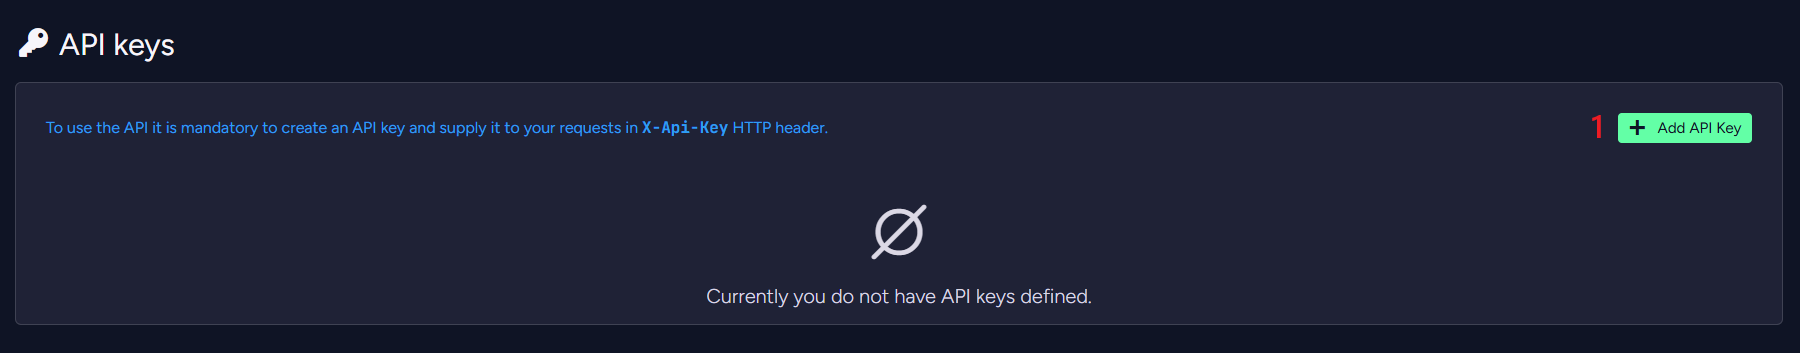 API keys
To use the API it is mandatory to create an API key and supply it to your requests in X-Api-Key HTTP header.
1 Add API Key
Currently you do not have API keys defined.